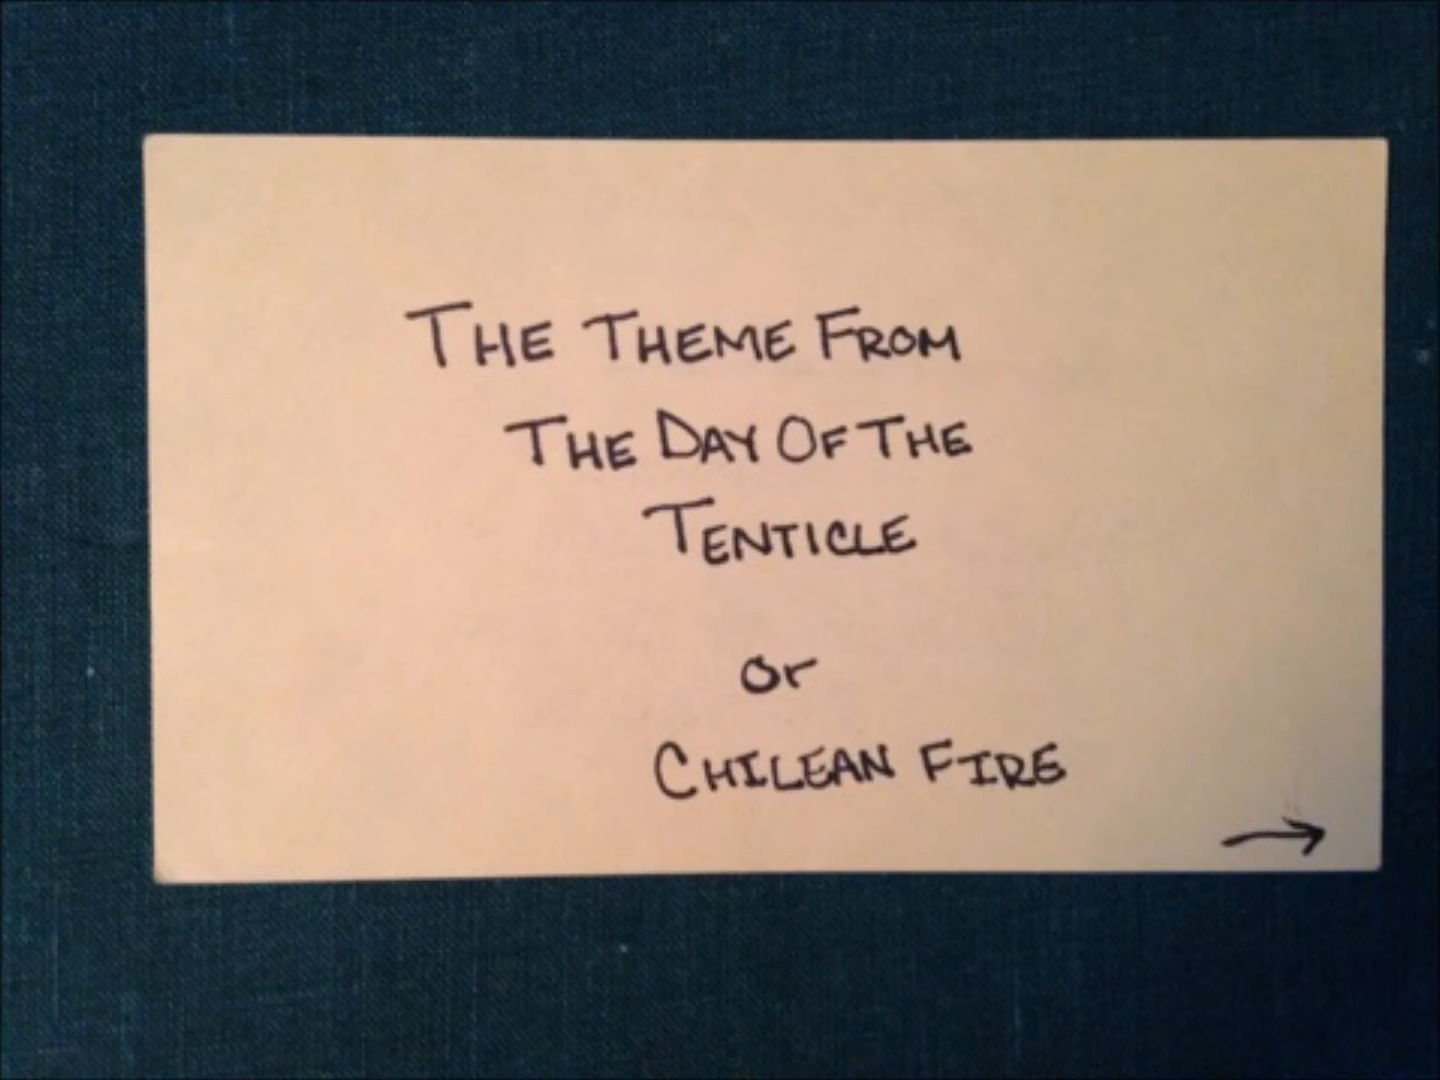 THE THEME FROM
THE DAY OF THE
TENTICLE
or
CHILEAN FIRE
→